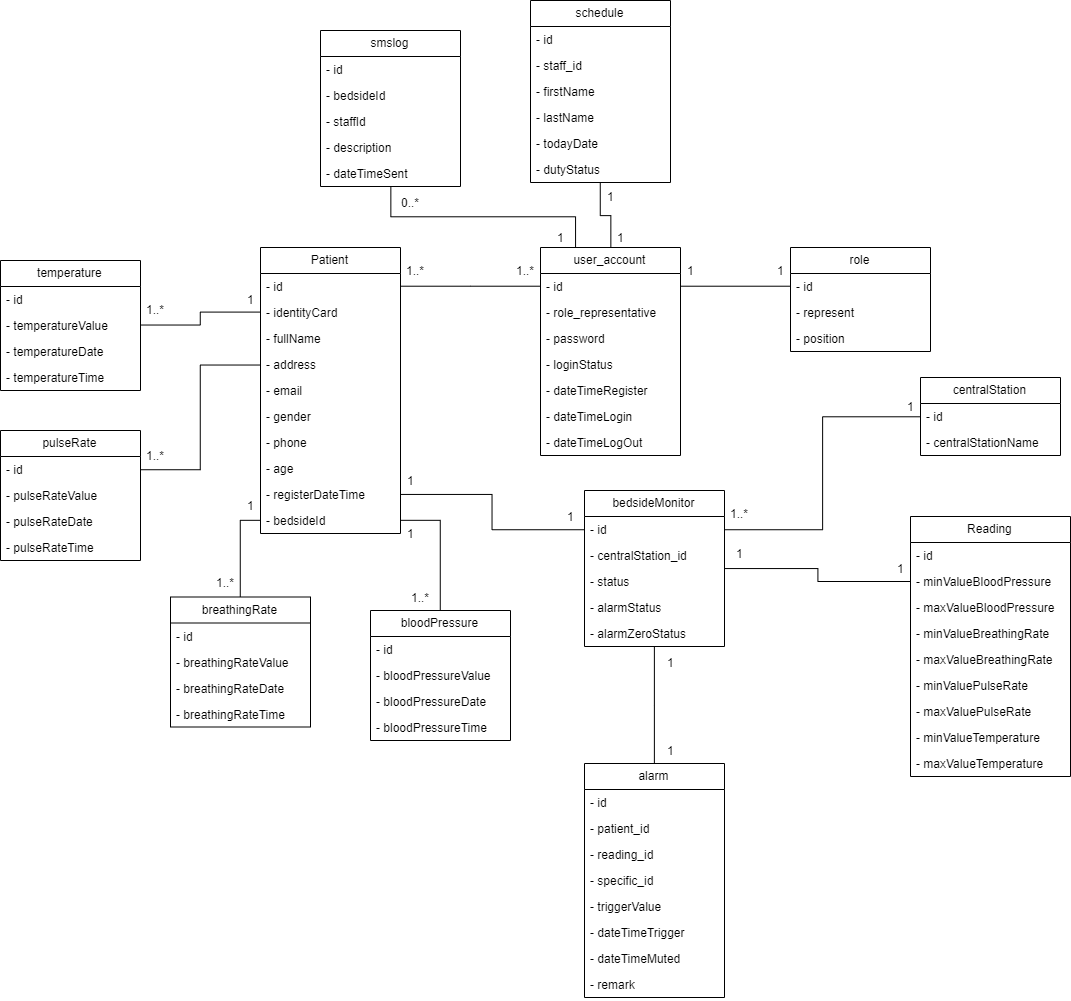 schedule
- id
- staff_id
- firstName
- lastName
- todayDate
- dutyStatus
1
smslog
- id
- bedsideId
- staffId
- description
- dateTimeSent
0..*
1
1
temperature
- id
- temperatureValue
- temperatureDate
- temperatureTime
1..*
1
Patient
- id
- identityCard
- fullName
- address
- email
- gender
- phone
- age
- registerDateTime
- bedsideId
1..*
1..*
user_account
- id
- role_representative
- password
- loginStatus
- dateTimeRegister
- dateTimeLogin
- dateTimeLogOut
1
1
role
- id
- represent
- position
centralStation
- id
- centralStationName
1
pulseRate
- id
- pulseRateValue
- pulseRateDate
- pulseRateTime
1..*
1
1
1
1
bedsideMonitor
- id
- centralStation_id
- status
- alarmStatus
- alarmZeroStatus
1..*
1
1
Reading
- id
- minValueBloodPressure
- maxValueBloodPressure
- minValueBreathingRate
- maxValueBreathingRate
- minValuePulseRate
- maxValuePulseRate
- minValueTemperature
- maxValueTemperature
1..*
breathingRate
- id
- breathingRateValue
- breathingRateDate
- breathingRateTime
1..*
bloodPressure
- id
- bloodPressureValue
- bloodPressureDate
- bloodPressureTime
1
1
alarm
- id
- patient_id
- reading_id
- specific_id
- triggerValue
- dateTimeTrigger
- dateTimeMuted
- remark